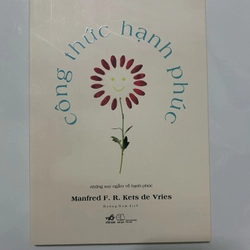 công thức hạnh phúc
những suy ngẫm về hạnh phúc
Manfred F. R. Kets de Vries